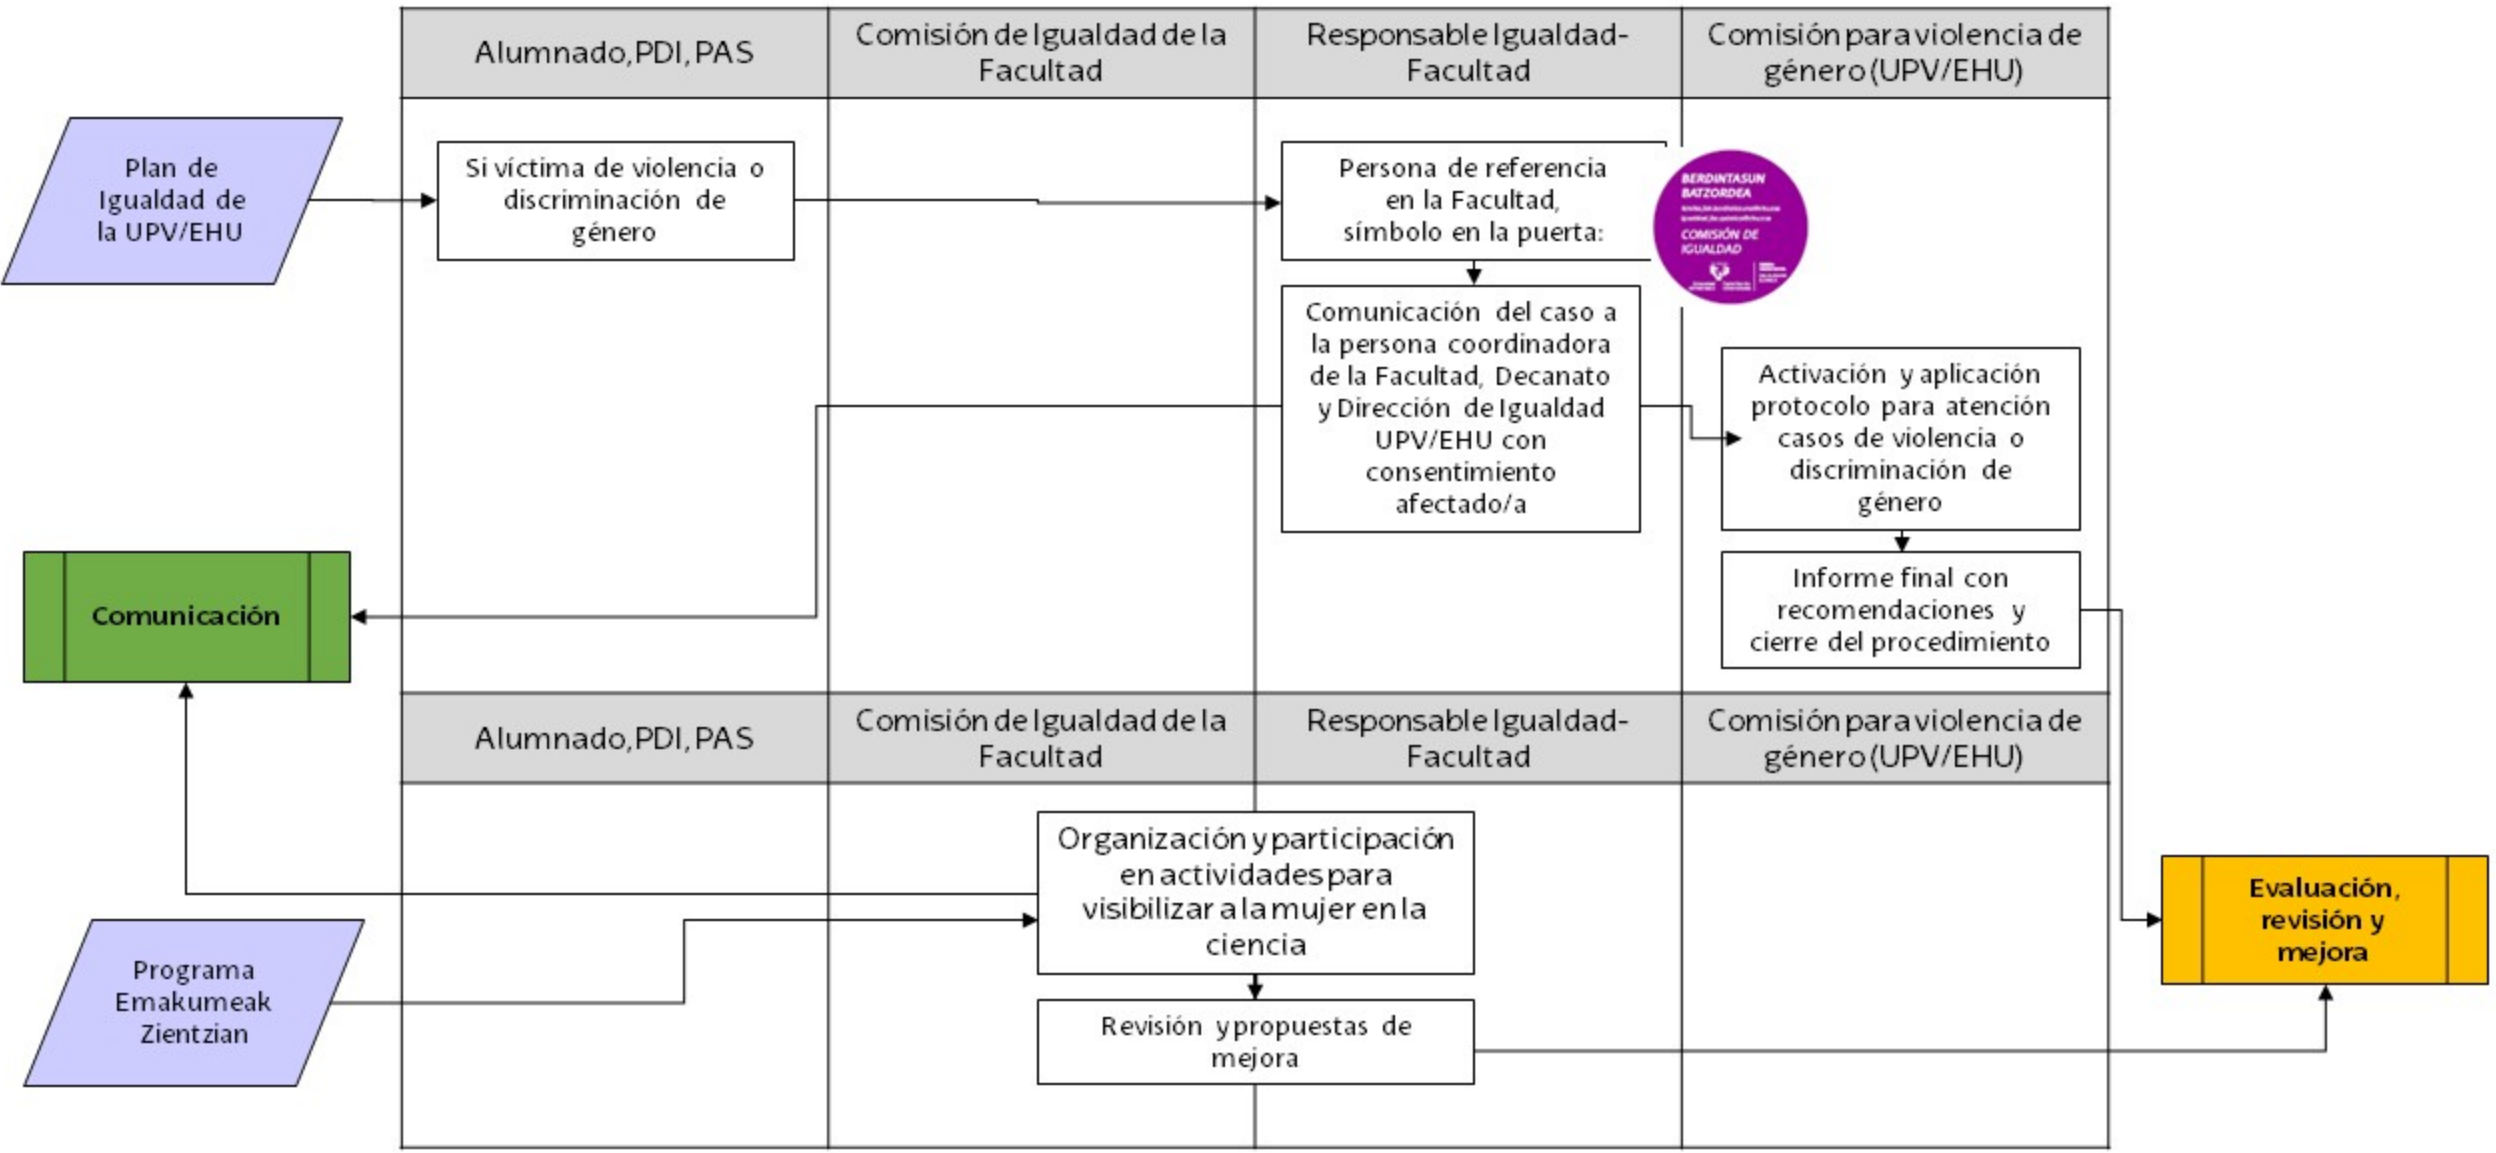 Alumnado, PDI, PAS
Comisión de Igualdad de la
Facultad
Responsable Igualdad-
Facultad
Comisión para violencia de
género (UPV/EHU)
Plan de
Igualdad de
la UPV/EHU
Si víctima de violencia o
discriminación de
género
Persona de referencia
en la Facultad,
símbolo en la puerta:
BERDINTASUN
BATZORDEA
COMISIÓN DE
IGUALDAD
Comunicación del caso a
la persona coordinadora
de la Facultad, Decanato
y Dirección de Igualdad
UPV/EHU con
consentimiento
afectado/a
Activación y aplicación
protocolo para atención
casos de violencia o
discriminación de
género
Informe final con
recomendaciones y
cierre del procedimiento
Comunicación
Alumnado, PDI, PAS
Comisión de Igualdad de la
Facultad
Responsable Igualdad-
Facultad
Comisión para violencia de
género (UPV/EHU)
Organización y participación
en actividades para
visibilizar a la mujer en la
ciencia
Evaluación,
revisión y
mejora
Programa
Emakumeak
Zientzian
Revisión y propuestas de
mejora